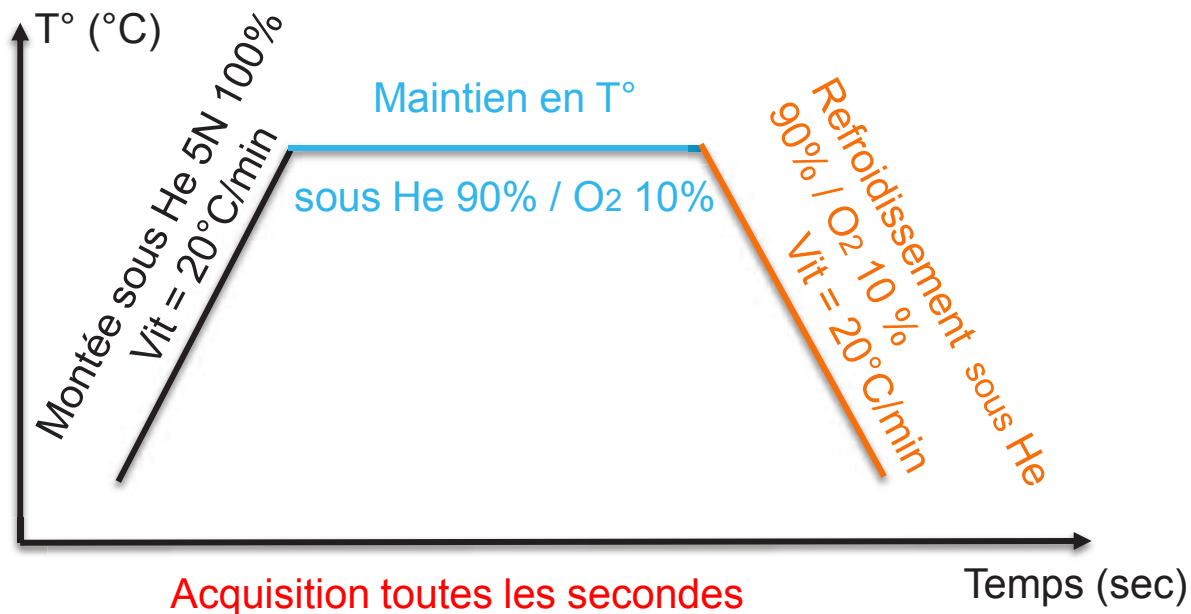 T° (°C)
Montée sous He 5N 100%
Vit = 20°C/min
Maintien en T°
sous He 90% / O2 10%
Refroidissement sous He
90% / O2 10 %
Vit = 20°C/min
Temps (sec)
Acquisition toutes les secondes